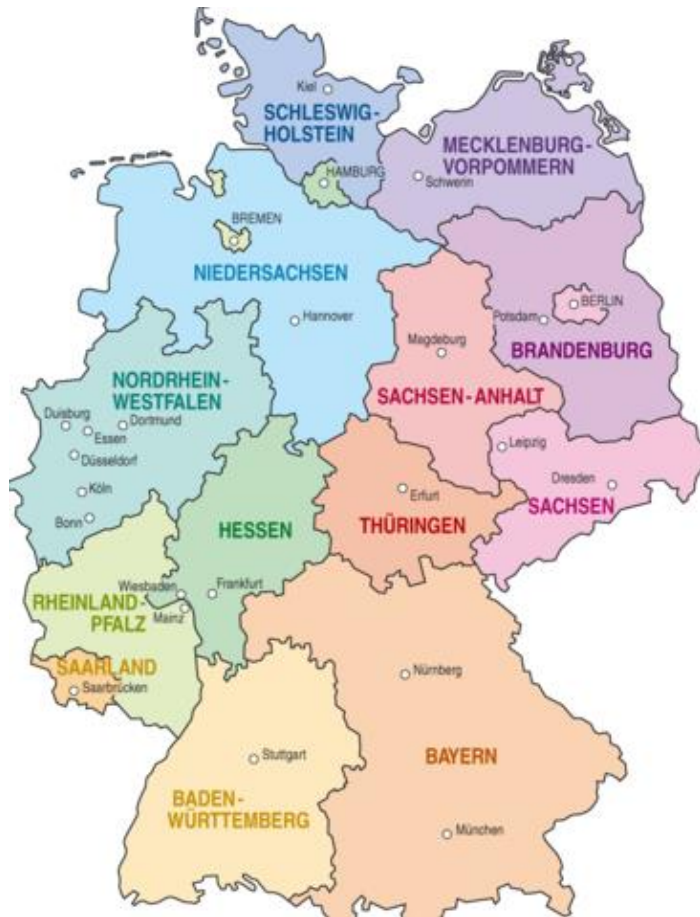 Kiel
SCHLESWIG-
HOLSTEIN
MECKLENBURG-
VORPOMMERN
HAMBURG
Schwerin
BREMEN
NIEDERSACHSEN
BERLIN
Hannover
Potsdam
Magdeburg
BRANDENBURG
NORDRHEIN-
WESTFALEN
SACHSEN-ANHALT
Duisburg
Dortmund
Essen
Leipzig
Düsseldorf
Dresden
Köln
Erfurt
SACHSEN
Bonn
HESSEN
THÜRINGEN
Wiesbaden
Frankfurt
RHEINLAND-
PFALZ
Mainz
SAARLAND
Saarbrücken
Nürnberg
Stuttgart
BAYERN
BADEN-
WÜRTTEMBERG
München